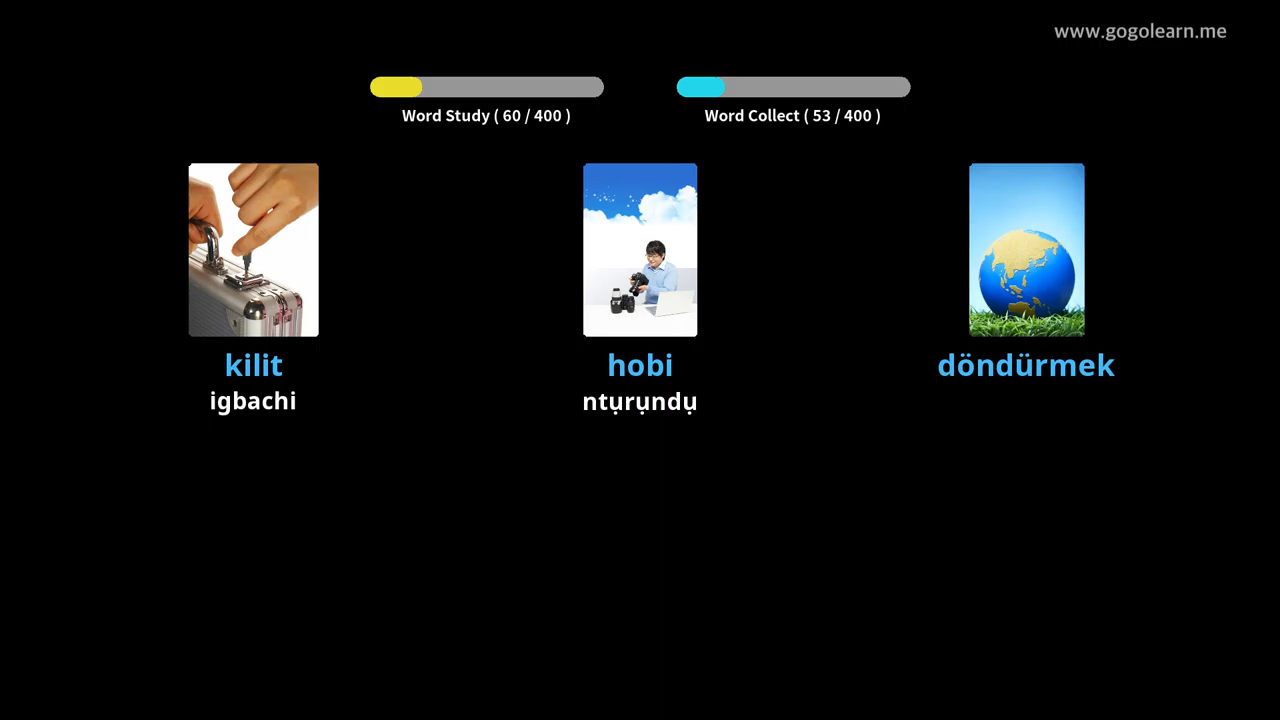 www.gogolearn.me
Word Study ( 60 / 400 )
Word Collect ( 53 / 400 )
kilit
igbachi
hobi
ntụrụndụ
döndürmek